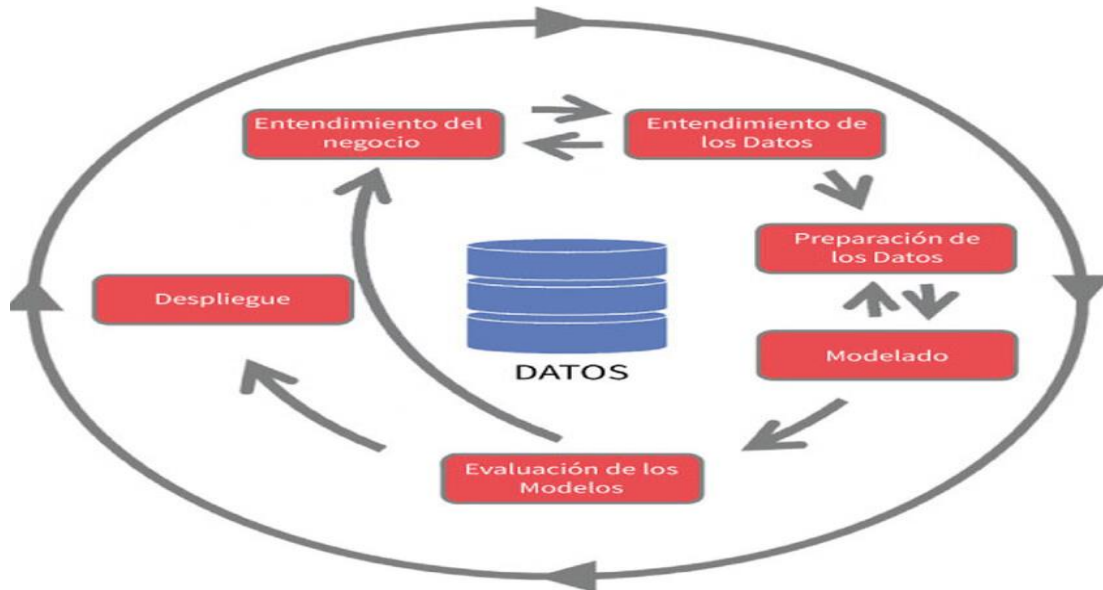 Entendimiento del
negocio
Entendimiento de
los Datos
Preparación de
los Datos
Despliegue
Modelado
DATOS
Evaluación de los
Modelos